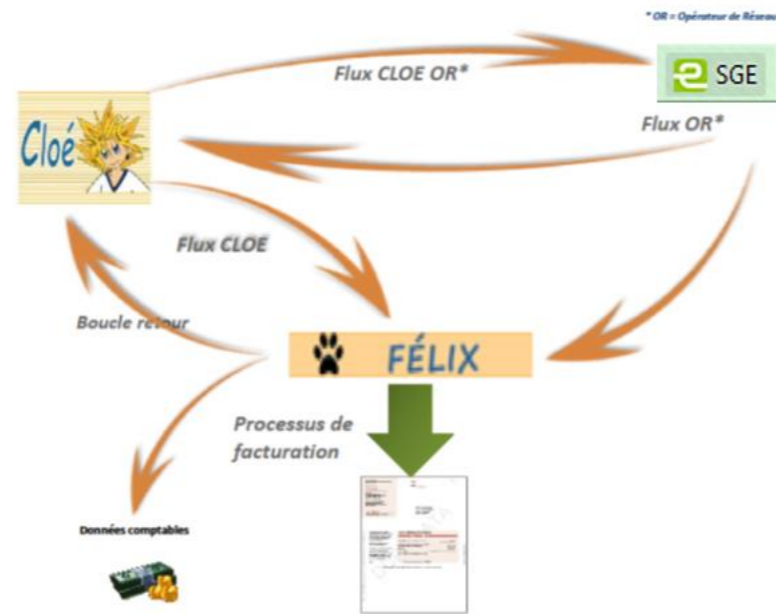 * OR = Opérateur de Réseau
Flux CLOE OR*
SGE
Flux OR*
Cloé
Flux CLOE
Boucle retour
FÉLIX
Processus de
facturation
Données comptables